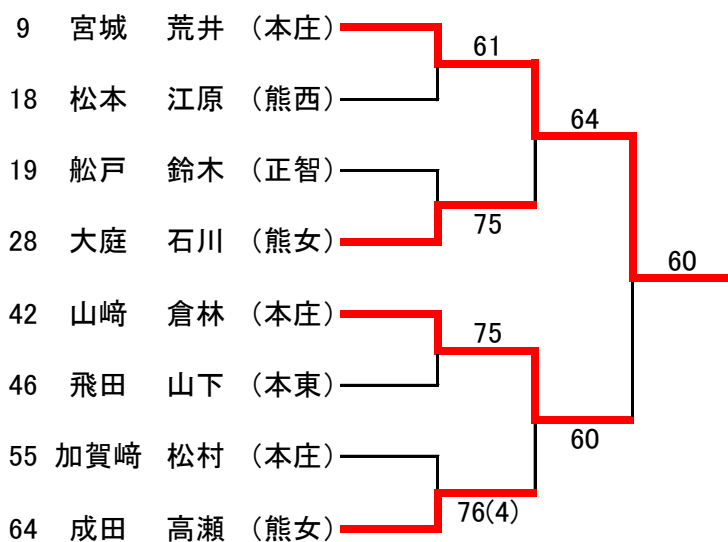 9 宮城 荒井 (本庄)
61
18 松本 江原 (熊西)
64
19 舩戸 鈴木 (正智)
75
28 大庭 石川 (熊女)
60
42 山﨑 倉林 (本庄)
75
46 飛田 山下 (本東)
60
55 加賀﨑 松村 (本庄)
76(4)
64 成田 高瀬 (熊女)